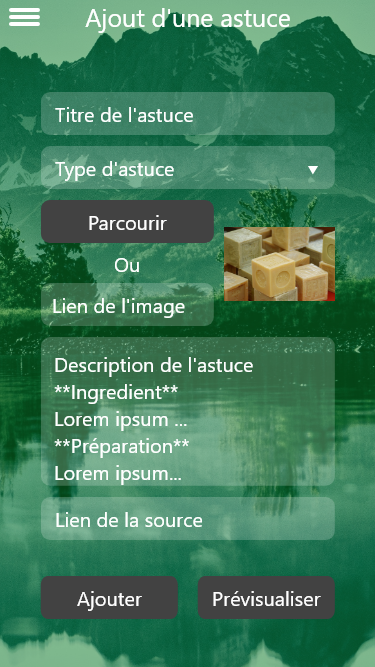 Ajout d'une astuce
Titre de l'astuce
Type d'astuce
Parcourir
Ou
Lien de l'image
Description de l'astuce
**Ingredient**
Lorem ipsum ...
**Préparation**
Lorem ipsum...
Lien de la source
Ajouter
Prévisualiser